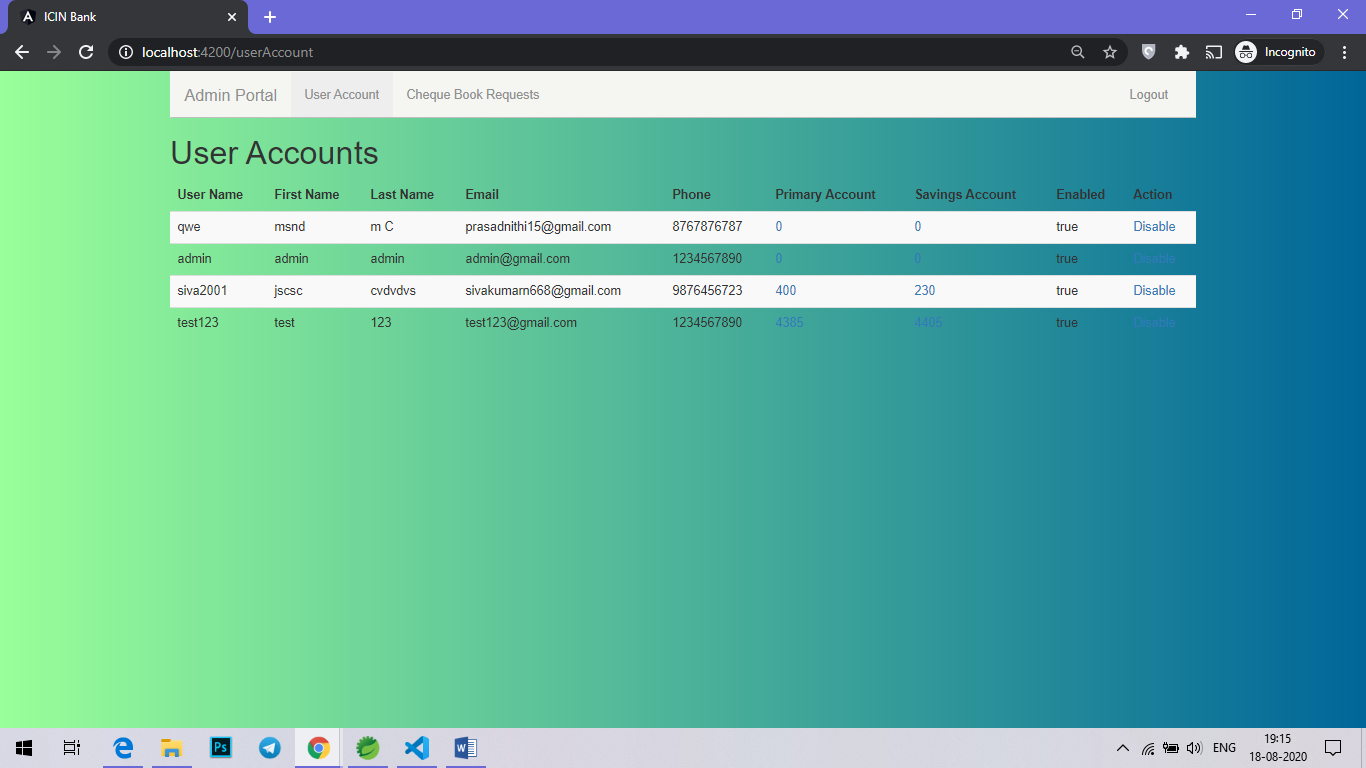 ICIN Bank
localhost:4200/userAccount
Incognito
Admin Portal User Account Cheque Book Requests Logout
User Accounts
User Name First Name Last Name Email Phone Primary Account Savings Account Enabled Action
qwe msnd m C prasadnithi15@gmail.com 8767876787 0 0 true Disable
admin admin admin admin@gmail.com 1234567890 0 0 true Disable
siva2001 jscsc cvdvdvs sivakumarn668@gmail.com 9876456723 400 230 true Disable
test123 test 123 test123@gmail.com 1234567890 4385 4405 true Disable
Ps
ENG
19:15
18-08-2020